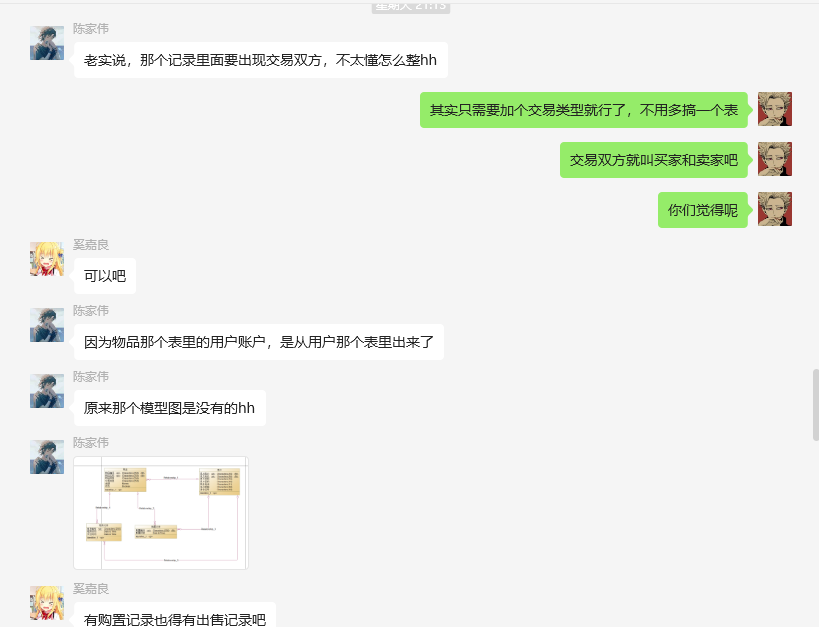 星期六 21:13
陈家伟
老实说，那个记录里面要出现交易双方，不太懂怎么整hh
其实只需要加个交易类型就行了，不用多搞一个表
交易双方就叫买家和卖家吧
你们觉得呢
奚嘉良
可以吧
陈家伟
因为物品那个表里的用户账户，是从用户那个表里出来了
陈家伟
原来那个模型图是没有的hh
陈家伟
奚嘉良
有购置记录也得有出售记录吧